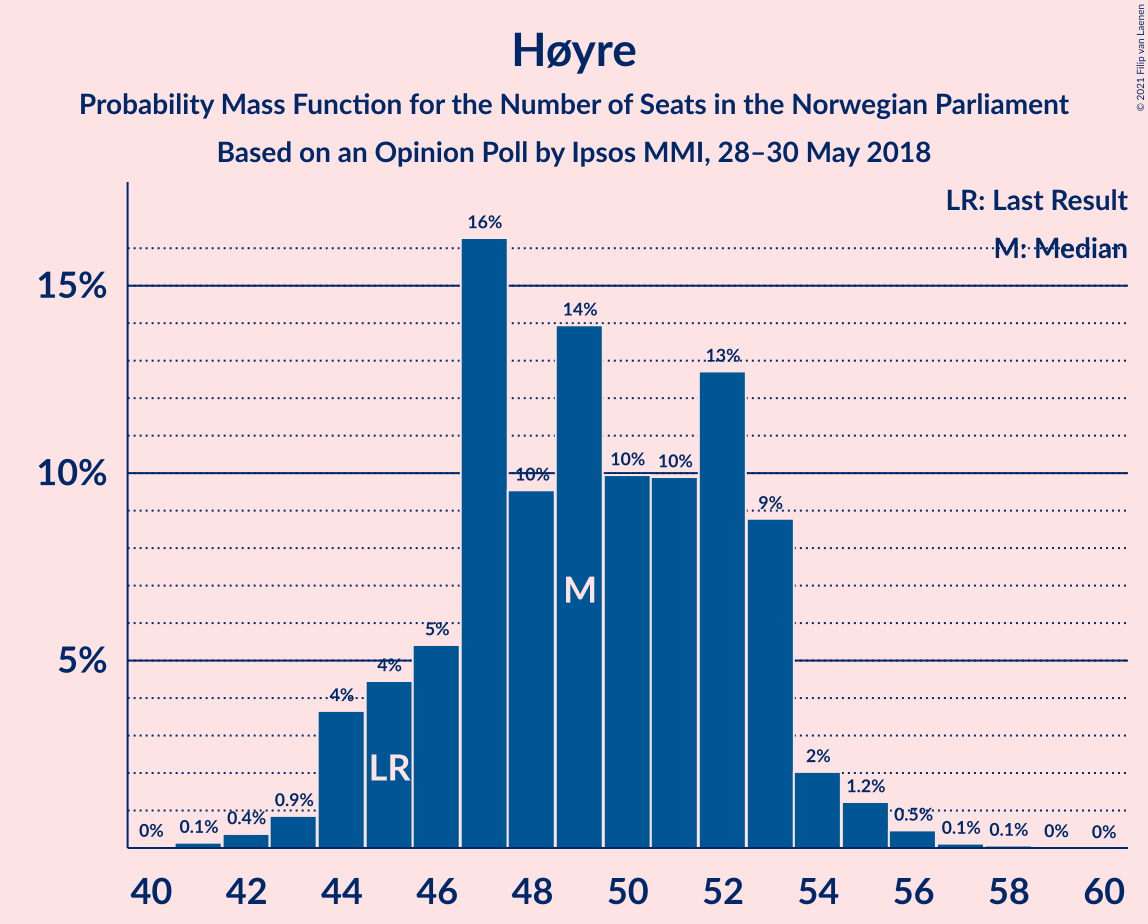 Høyre
Probability Mass Function for the Number of Seats in the Norwegian Parliament
Based on an Opinion Poll by Ipsos MMI, 28–30 May 2018
© 2021 Filip van Laenen
LR: Last Result
M: Median
15%
10%
5%
0%
0.1%
0.4%
0.9%
4%
4%
5%
16%
10%
14%
10%
10%
13%
9%
2%
1.2%
0.5%
0.1%
0.1%
0%
0%
LR
M
40 42 44 46 48 50 52 54 56 58 60